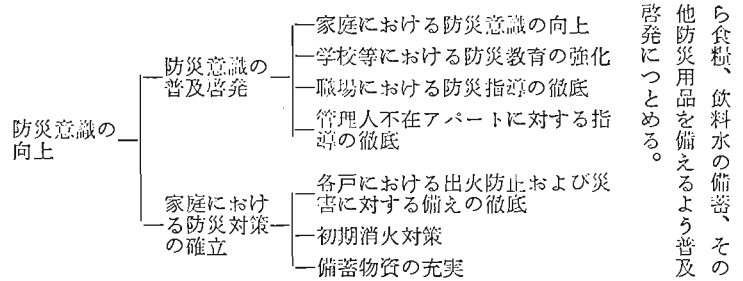 ら食糧、飲料水の備蓄、その
他防災用品を備えるよう普及
啓発につとめる。
防災意識の
向上
防災意識の
普及啓発
家庭における防災意識の向上
学校等における防災教育の強化
職場における防災指導の徹底
管理人不在アパートに対する指
導の徹底
家庭におけ
る防災対策
の確立
各戸における出火防止および災
害に対する備えの徹底
初期消火対策
備蓄物資の充実